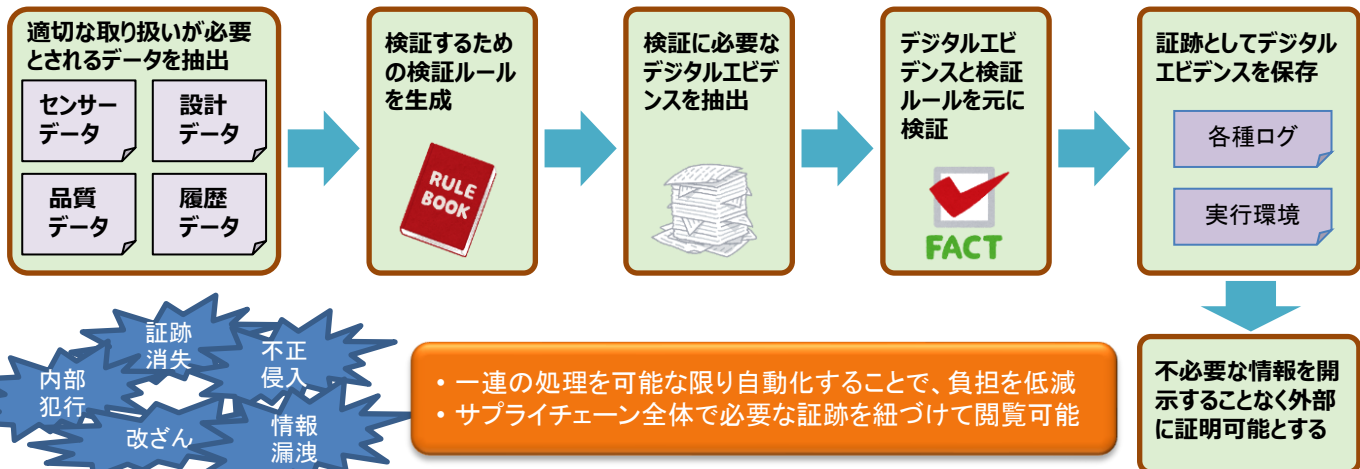 適切な取り扱いが必要
とされるデータを抽出
センサー
データ
設計
データ
品質
データ
履歴
データ
検証するため
の検証ルール
を生成
RULE
BOOK
検証に必要な
デジタルエビデ
ンスを抽出
デジタルエビ
デンスと検証
ルールを元に
検証
FACT
証跡としてデジタル
エビデンスを保存
各種ログ
実行環境
不必要な情報を開
示することなく外部
に証明可能とする
証跡
消失
不正
侵入
内部
犯行
改ざん
情報
漏洩
• 一連の処理を可能な限り自動化することで、負担を低減
• サプライチェーン全体で必要な証跡を紐づけて閲覧可能